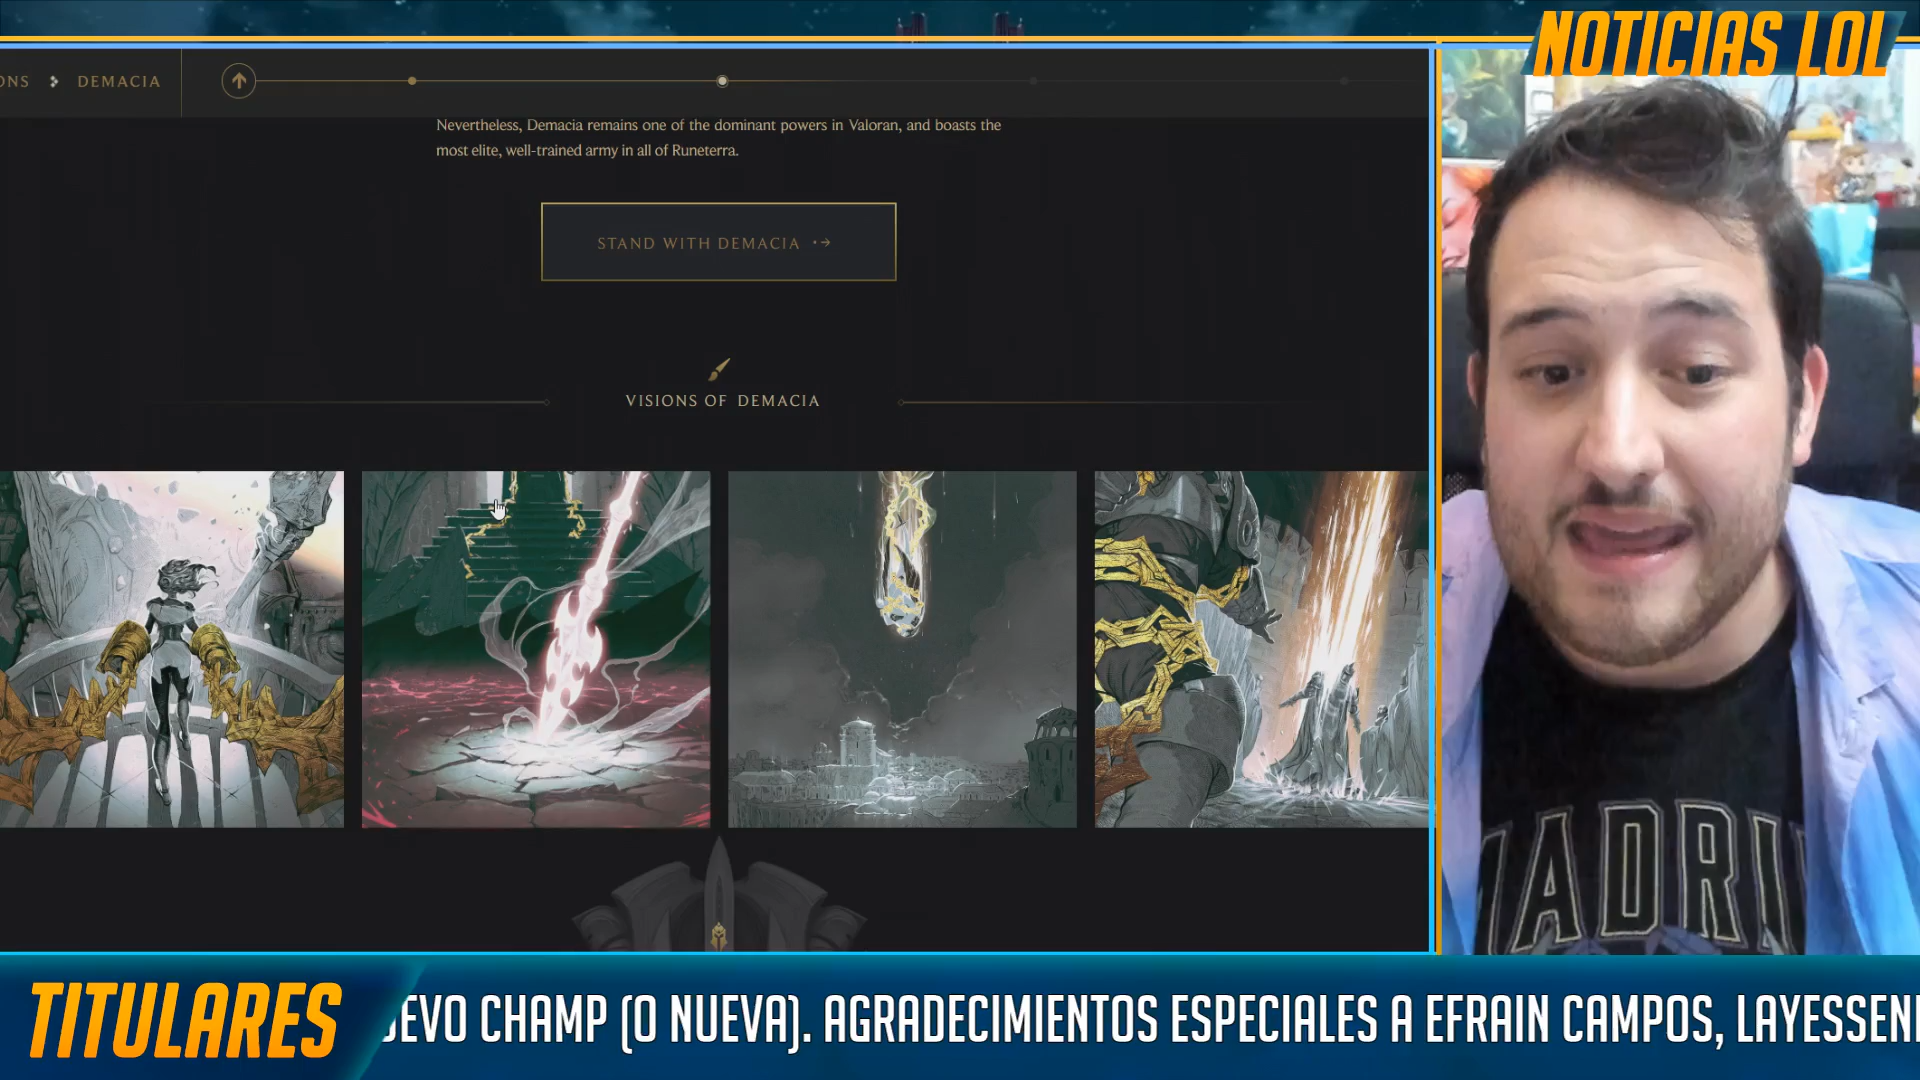 NOTICIAS LOL
ONS DEMACIA
Nevertheless, Demacia remains one of the dominant powers in Valoran, and boasts the
most elite, well-trained army in all of Runeterra.
STAND WITH DEMACIA
VISIONS OF DEMACIA
MADRI
TITULARES
UEVO CHAMP (O NUEVA). AGRADECIMIENTOS ESPECIALES A EFRAIN CAMPOS, LAYESSEN